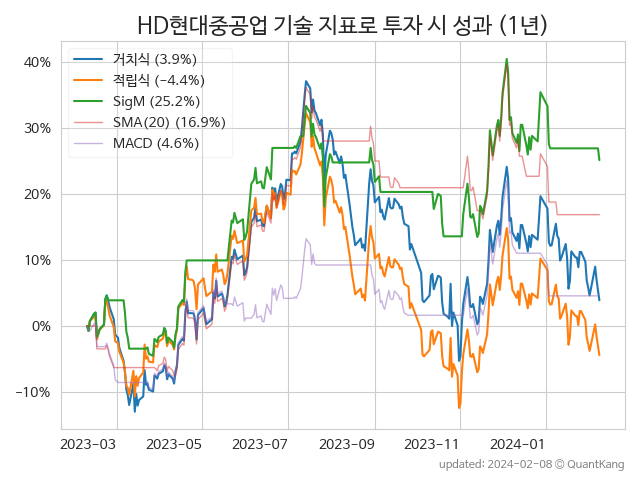 HD현대중공업 기술 지표로 투자 시 성과 (1년)
거치식 (3.9%)
적립식 (−4.4%)
SigM (25.2%)
SMA(20) (16.9%)
MACD (4.6%)
40%
30%
20%
10%
0%
−10%
2023-03 2023-05 2023-07 2023-09 2023-11 2024-01
updated: 2024-02-08 © QuantKang